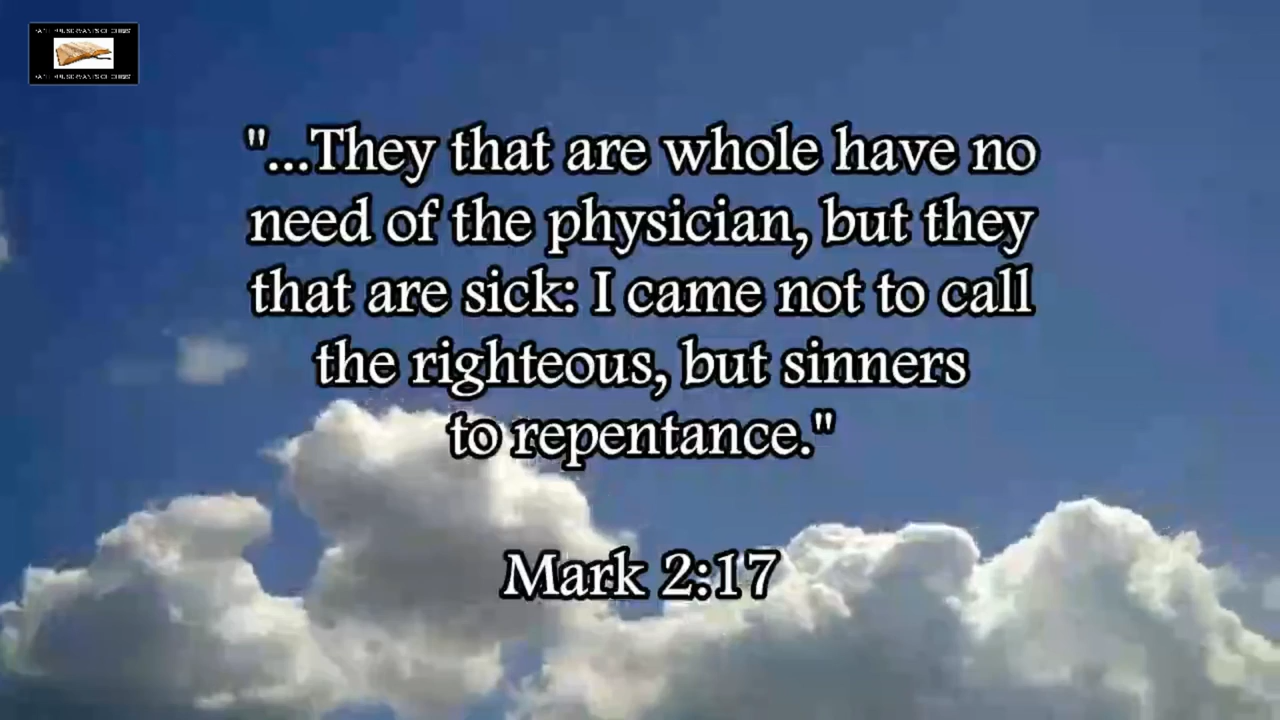 "...They that are whole have no
need of the physician, but they
that are sick: I came not to call
the righteous, but sinners
to repentance."
Mark 2:17